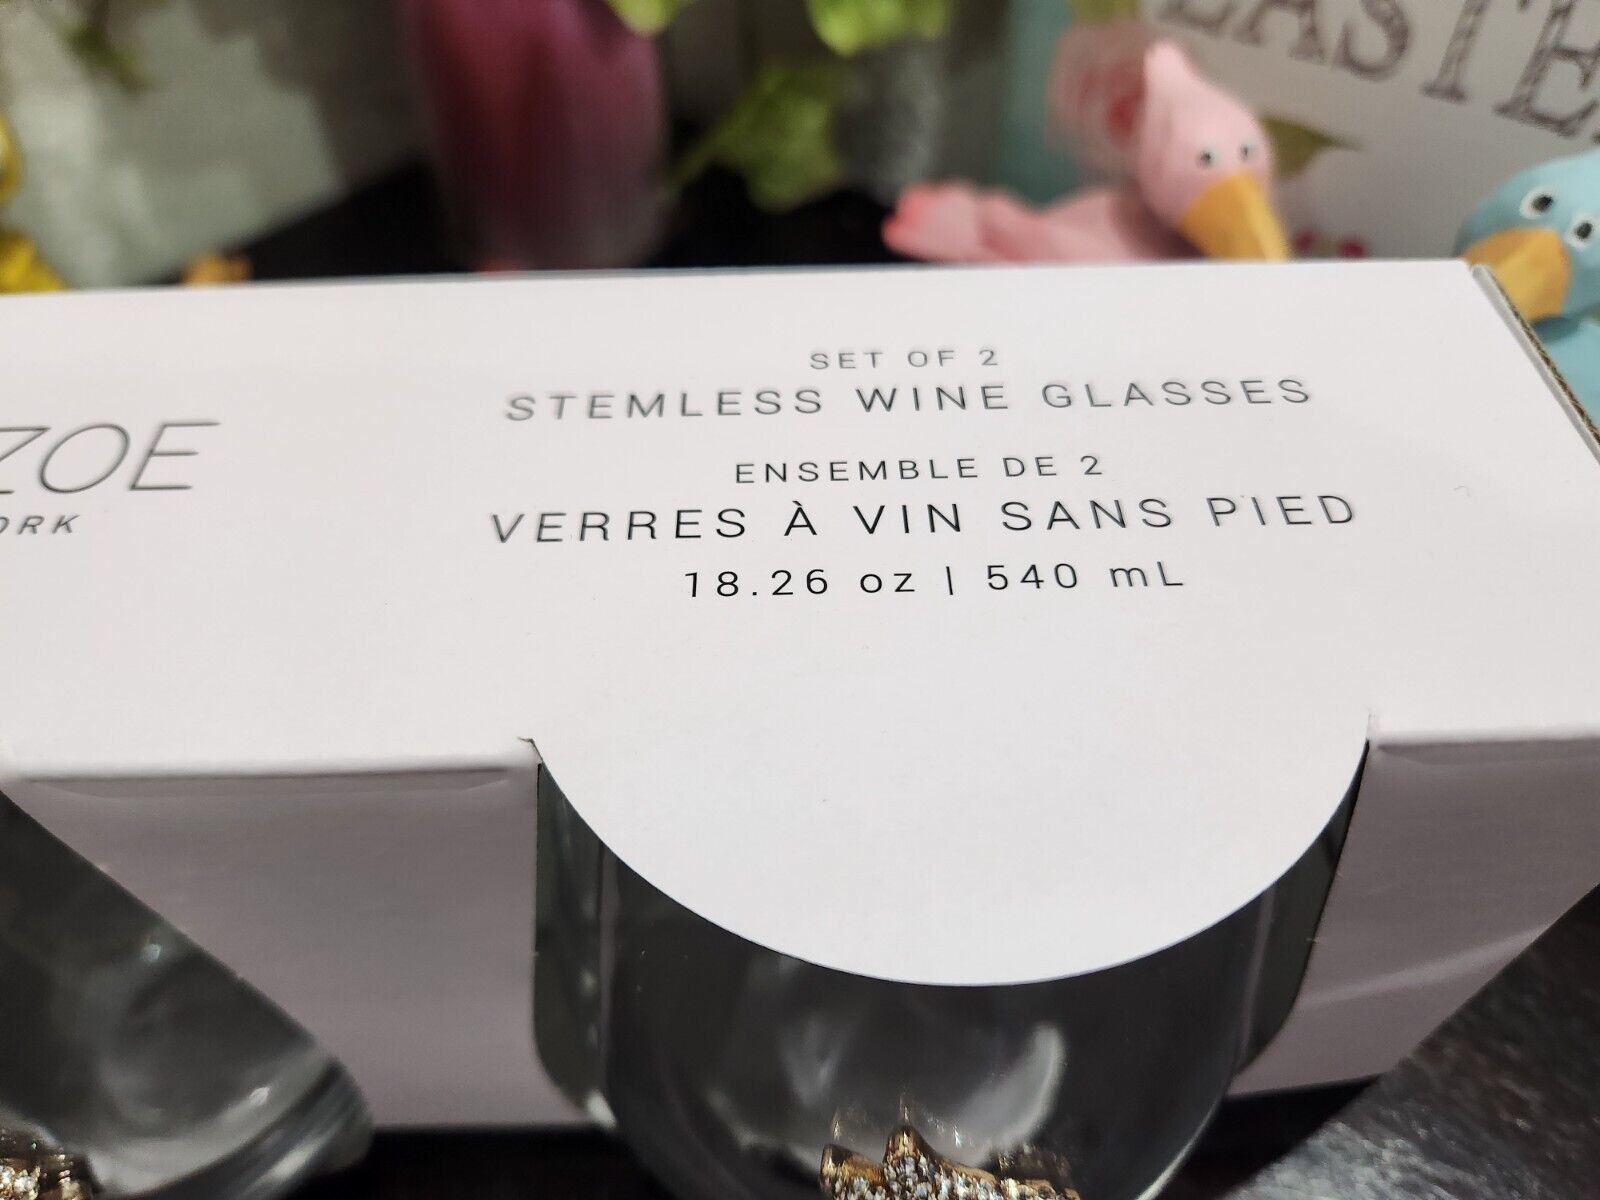 EASTE
SET OF 2
STEMLESS WINE GLASSES
ZOE
ORK
ENSEMBLE DE 2
VERRES À VIN SANS PIED
18.26 oz | 540 mL